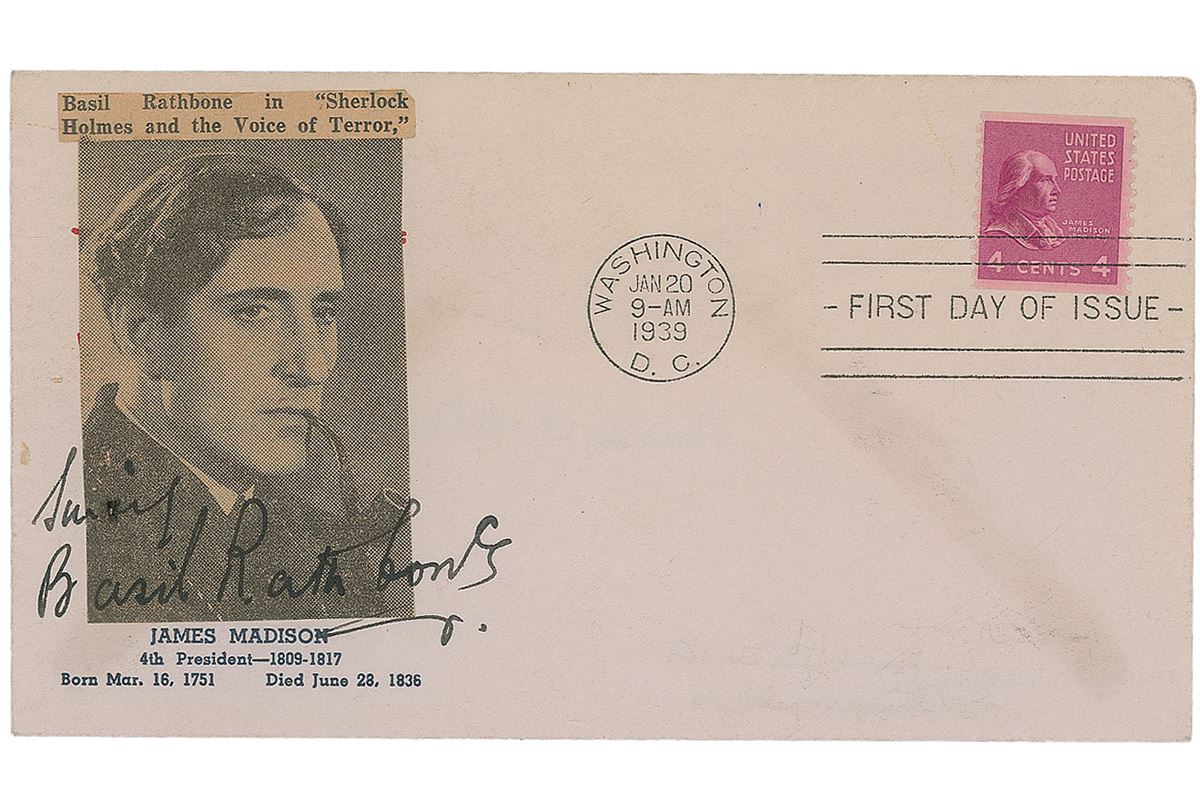 Basil Rathbone in “Sherlock
Holmes and the Voice of Terror,”
UNITED
STATES
POSTAGE
JAMES
MADISON
4 CENTS 4
WASHINGTON
JAN 20
9-AM
1939
D. C.
- FIRST DAY OF ISSUE -
Basil Rathbone
JAMES MADISON
4th President—1809-1817
Born Mar. 16, 1751 Died June 28, 1836